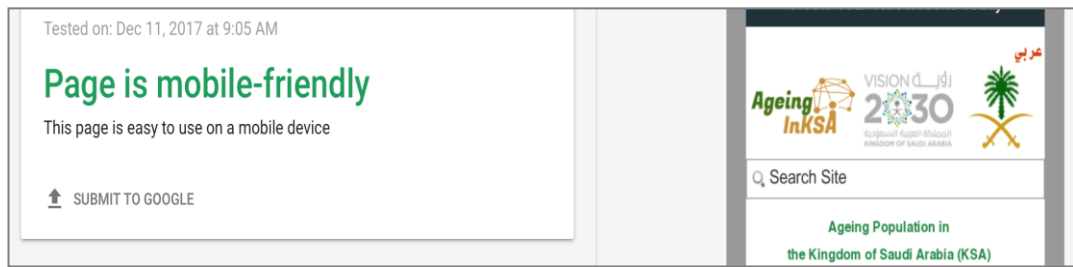 Tested on: Dec 11, 2017 at 9:05 AM
Page is mobile-friendly
This page is easy to use on a mobile device
SUBMIT TO GOOGLE
عربي
VISION رؤيــة
2030
المملكة العربية السعودية
KINGDOM OF SAUDI ARABIA
Ageing
InKSA
Search Site
Ageing Population in
the Kingdom of Saudi Arabia (KSA)